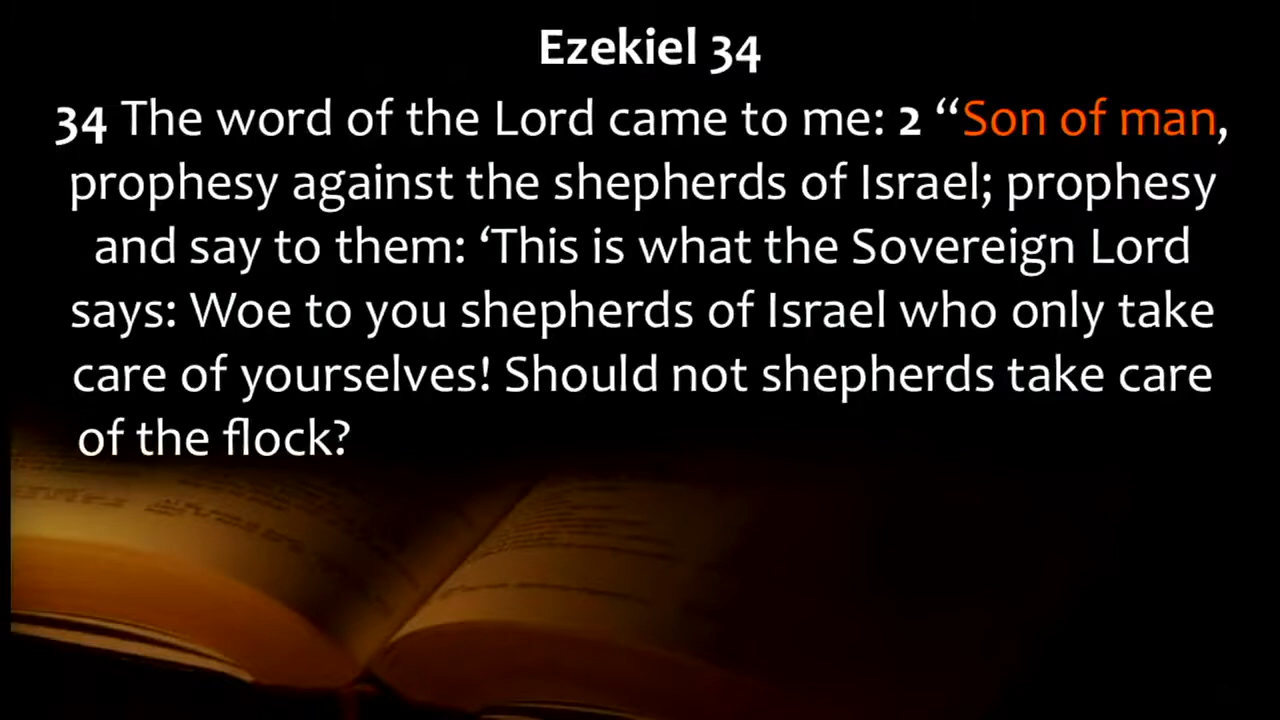 Ezekiel 34
34 The word of the Lord came to me: 2 “Son of man,
prophesy against the shepherds of Israel; prophesy
and say to them: ‘This is what the Sovereign Lord
says: Woe to you shepherds of Israel who only take
care of yourselves! Should not shepherds take care
of the flock?